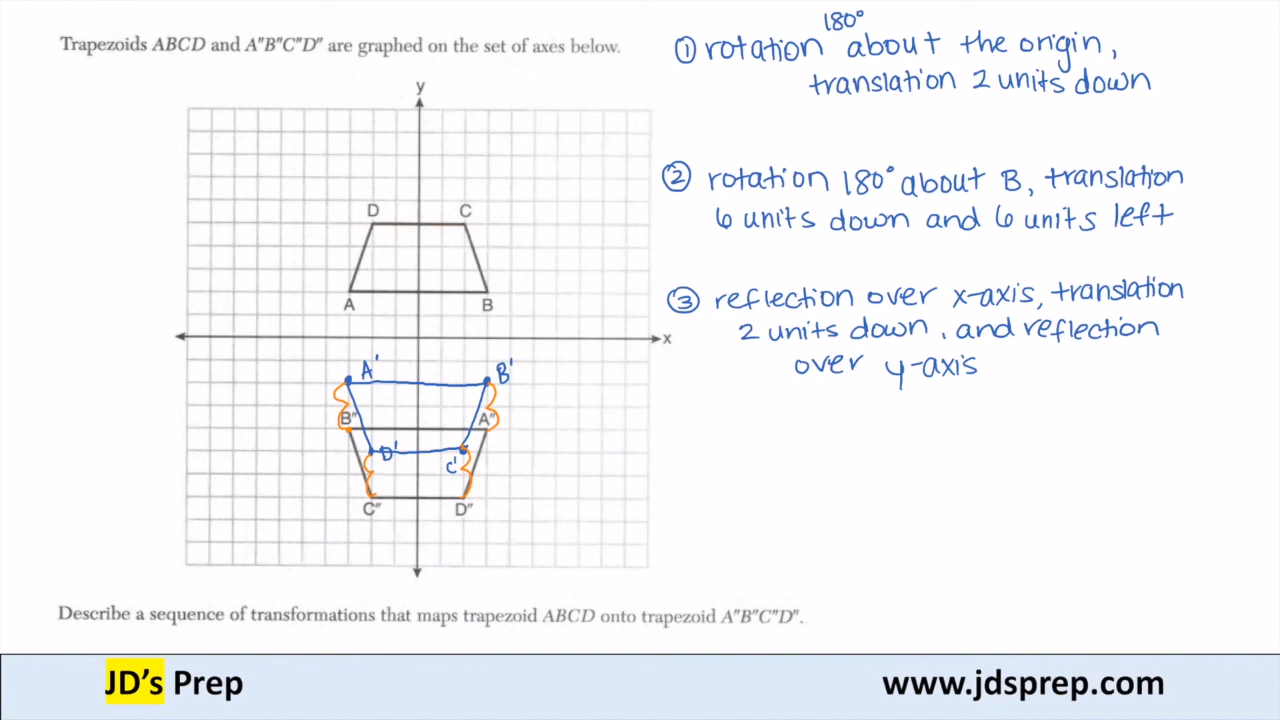 Trapezoids ABCD and A"B"C"D" are graphed on the set of axes below.
y
D
C
A
B
x
A'
B'
B"
A"
D'
C'
C"
D"
① rotation 180° about the origin,
translation 2 units down
② rotation 180° about B, translation
6 units down and 6 units left
③ reflection over x-axis, translation
2 units down, and reflection
over y-axis
Describe a sequence of transformations that maps trapezoid ABCD onto trapezoid A"B"C"D".
JD's Prep
www.jdsprep.com